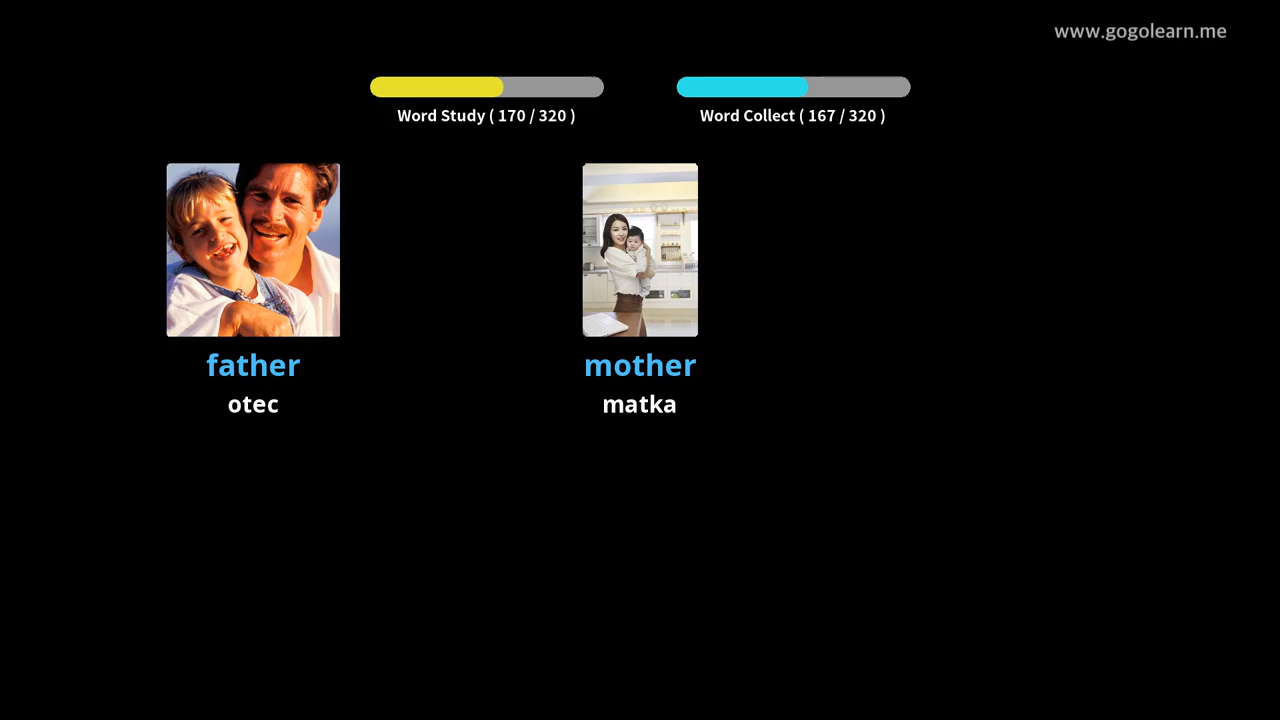 www.gogolearn.me
Word Study ( 170 / 320 )
Word Collect ( 167 / 320 )
father
otec
mother
matka